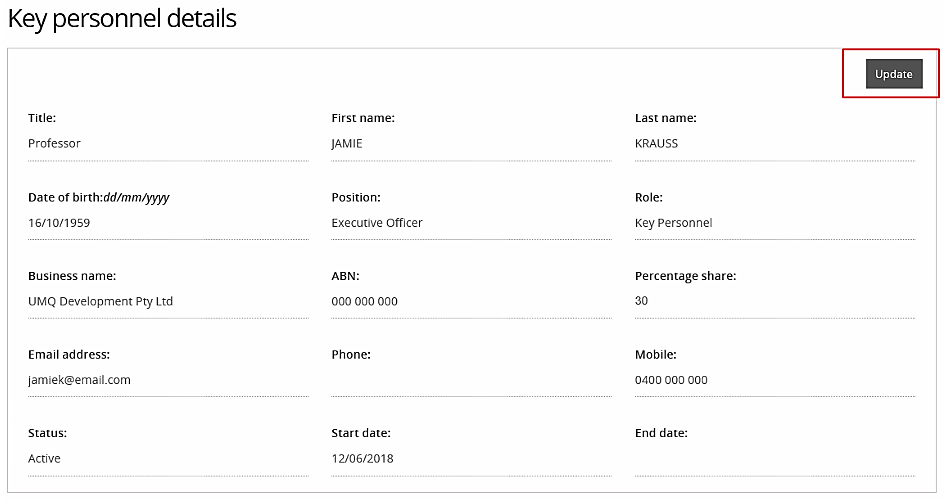 Key personnel details
Update
Title: First name: Last name:
Professor JAMIE KRAUSS
Date of birth:dd/mm/yyyy Position: Role:
16/10/1959 Executive Officer Key Personnel
Business name: ABN: Percentage share:
UMQ Development Pty Ltd 000 000 000 30
Email address: Phone: Mobile:
jamiek@email.com 0400 000 000
Status: Start date: End date:
Active 12/06/2018